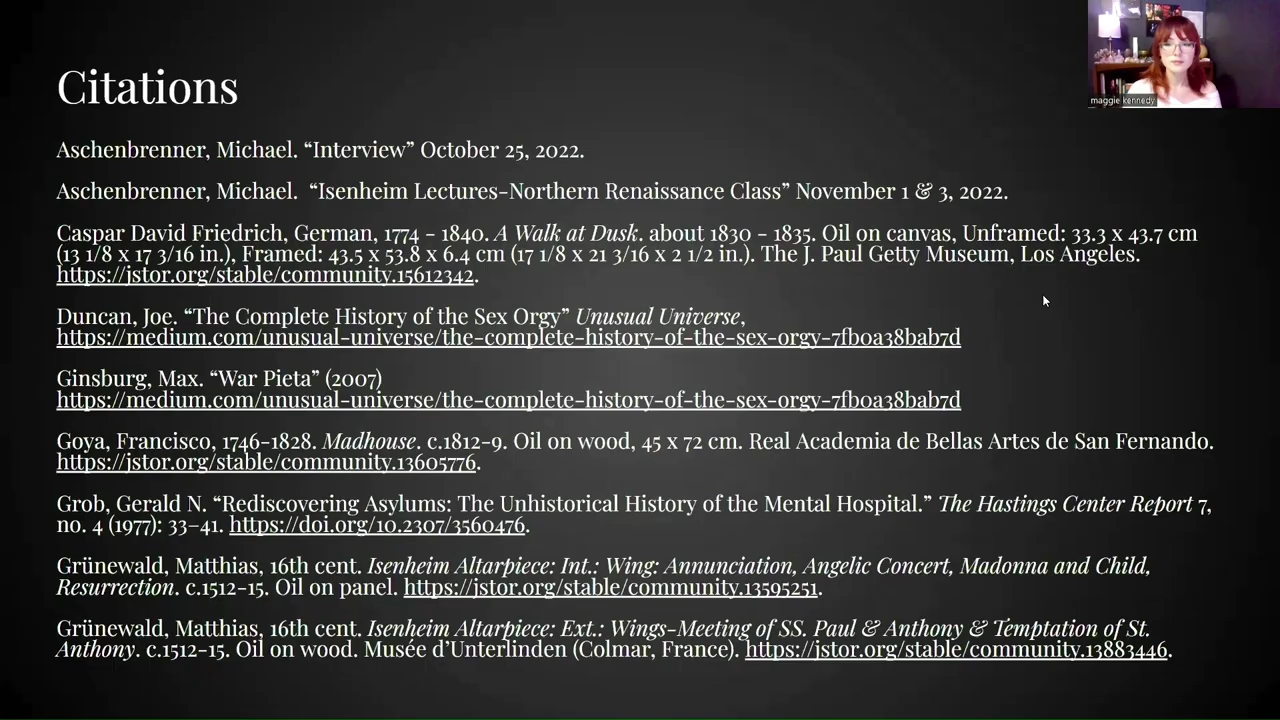 Citations
maggie kennedy
Aschenbrenner, Michael. “Interview” October 25, 2022.
Aschenbrenner, Michael.  “Isenheim Lectures-Northern Renaissance Class” November 1 & 3, 2022.
Caspar David Friedrich, German, 1774 - 1840. A Walk at Dusk. about 1830 - 1835. Oil on canvas, Unframed: 33.3 x 43.7 cm
(13 1/8 x 17 3/16 in.), Framed: 43.5 x 53.8 x 6.4 cm (17 1/8 x 21 3/16 x 2 1/2 in.). The J. Paul Getty Museum, Los Angeles.
https://jstor.org/stable/community.15612342.
Duncan, Joe. “The Complete History of the Sex Orgy” Unusual Universe,
https://medium.com/unusual-universe/the-complete-history-of-the-sex-orgy-7fb0a38bab7d
Ginsburg, Max. “War Pieta” (2007)
https://medium.com/unusual-universe/the-complete-history-of-the-sex-orgy-7fb0a38bab7d
Goya, Francisco, 1746-1828. Madhouse. c.1812-9. Oil on wood, 45 x 72 cm. Real Academia de Bellas Artes de San Fernando.
https://jstor.org/stable/community.13605776.
Grob, Gerald N. “Rediscovering Asylums: The Unhistorical History of the Mental Hospital.” The Hastings Center Report 7,
no. 4 (1977): 33–41. https://doi.org/10.2307/3560476.
Grünewald, Matthias, 16th cent. Isenheim Altarpiece: Int.: Wing: Annunciation, Angelic Concert, Madonna and Child,
Resurrection. c.1512-15. Oil on panel. https://jstor.org/stable/community.13595251.
Grünewald, Matthias, 16th cent. Isenheim Altarpiece: Ext.: Wings-Meeting of SS. Paul & Anthony & Temptation of St.
Anthony. c.1512-15. Oil on wood. Musée d’Unterlinden (Colmar, France). https://jstor.org/stable/community.13883446.